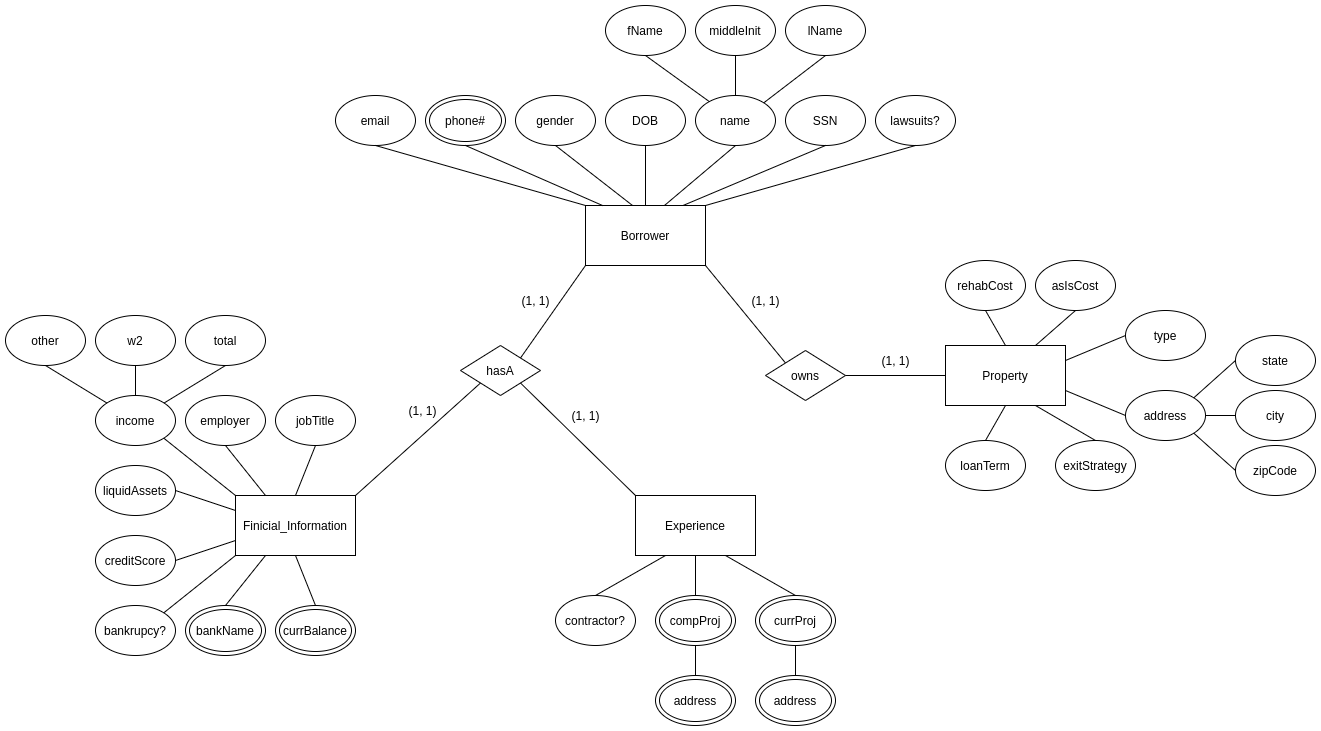 fName
middleInit
lName
email
phone#
gender
DOB
name
SSN
lawsuits?
Borrower
(1, 1)
(1, 1)
rehabCost
asIsCost
other
w2
total
type
hasA
owns
(1, 1)
Property
state
income
employer
jobTitle
(1, 1)
(1, 1)
address
city
liquidAssets
loanTerm
exitStrategy
zipCode
Finicial_Information
Experience
creditScore
bankrupcy?
bankName
currBalance
contractor?
compProj
currProj
address
address